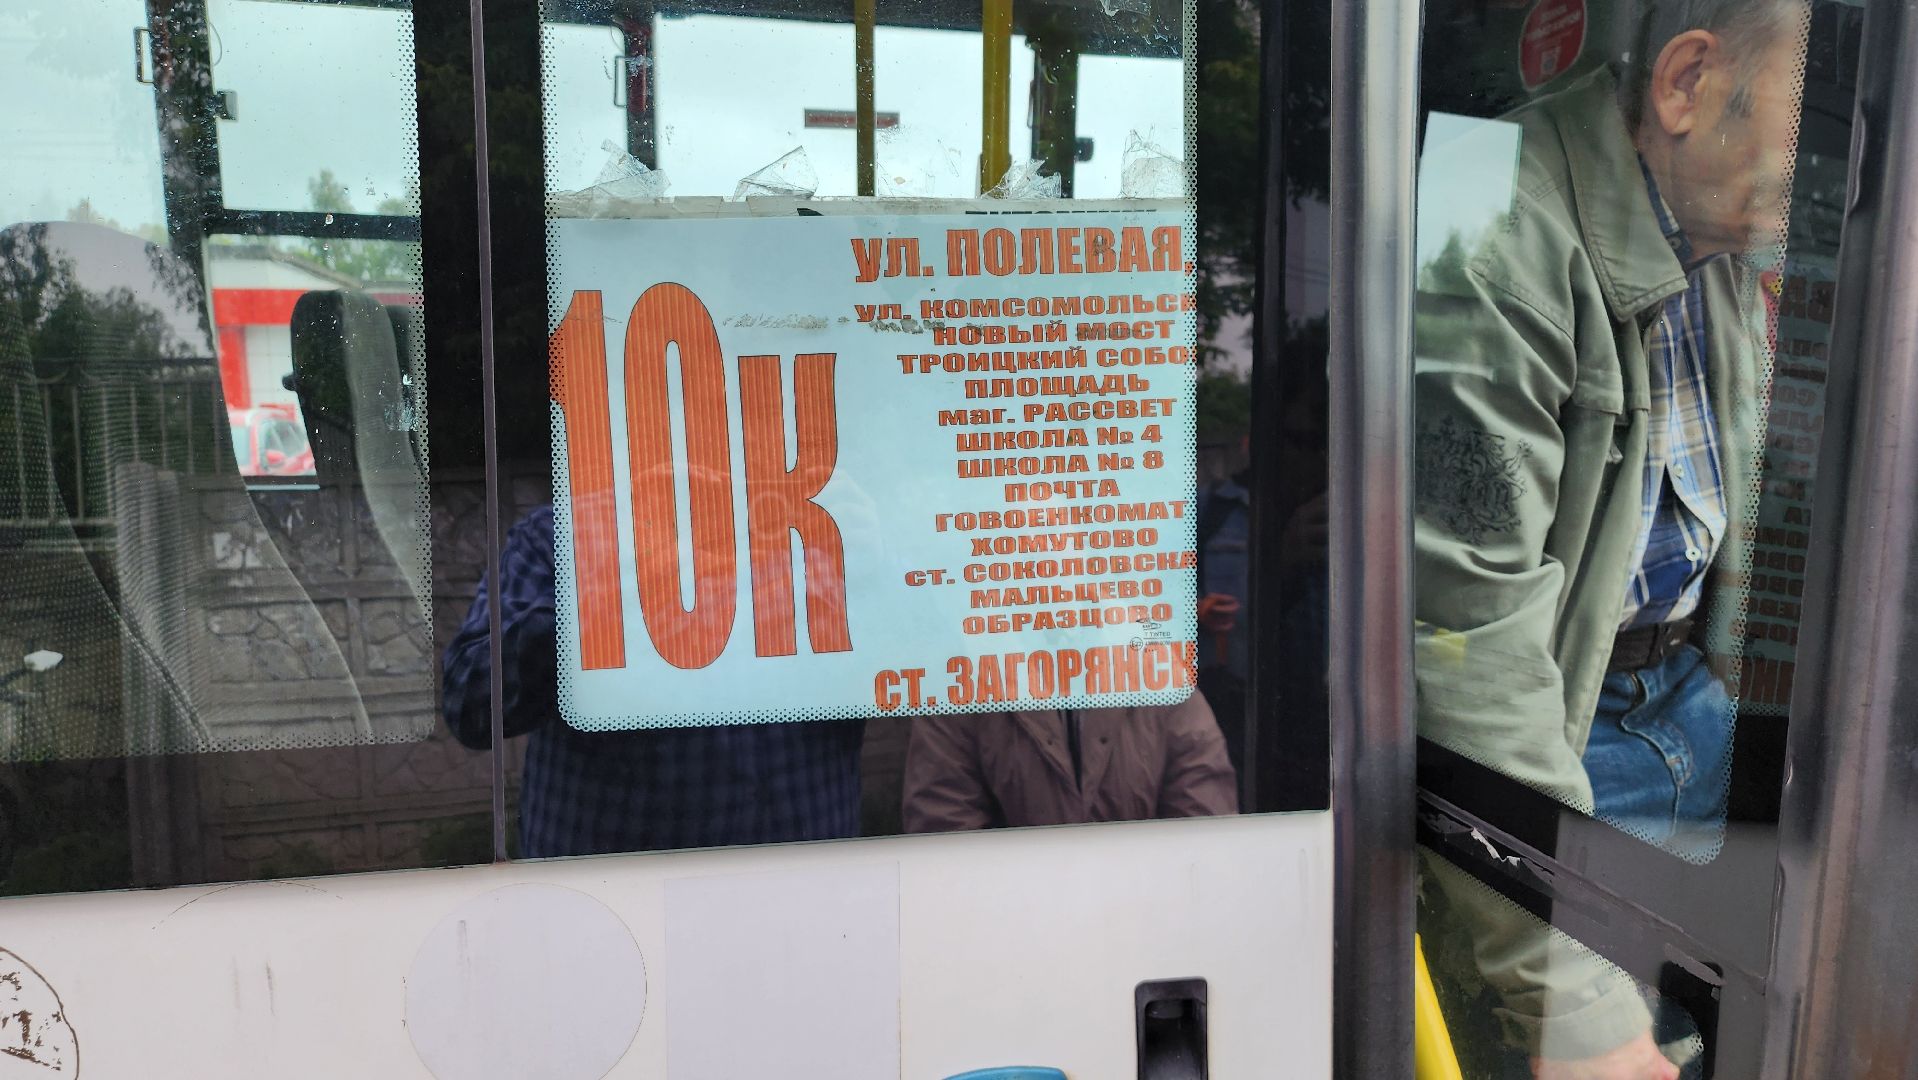 10к
УЛ. ПОЛЕВАЯ,
УЛ. КОМСОМОЛЬСК
НОВЫЙ МОСТ
ТРОИЦКИЙ СОБО
ПЛОЩАДЬ
маг. РАССВЕТ
ШКОЛА № 4
ШКОЛА № 8
ПОЧТА
ГОВОЕНКОМАТ
ХОМУТОВО
ст. СОКОЛОВСКА
МАЛЬЦЕВО
ОБРАЗЦОВО
СТ. ЗАГОРЯНСК